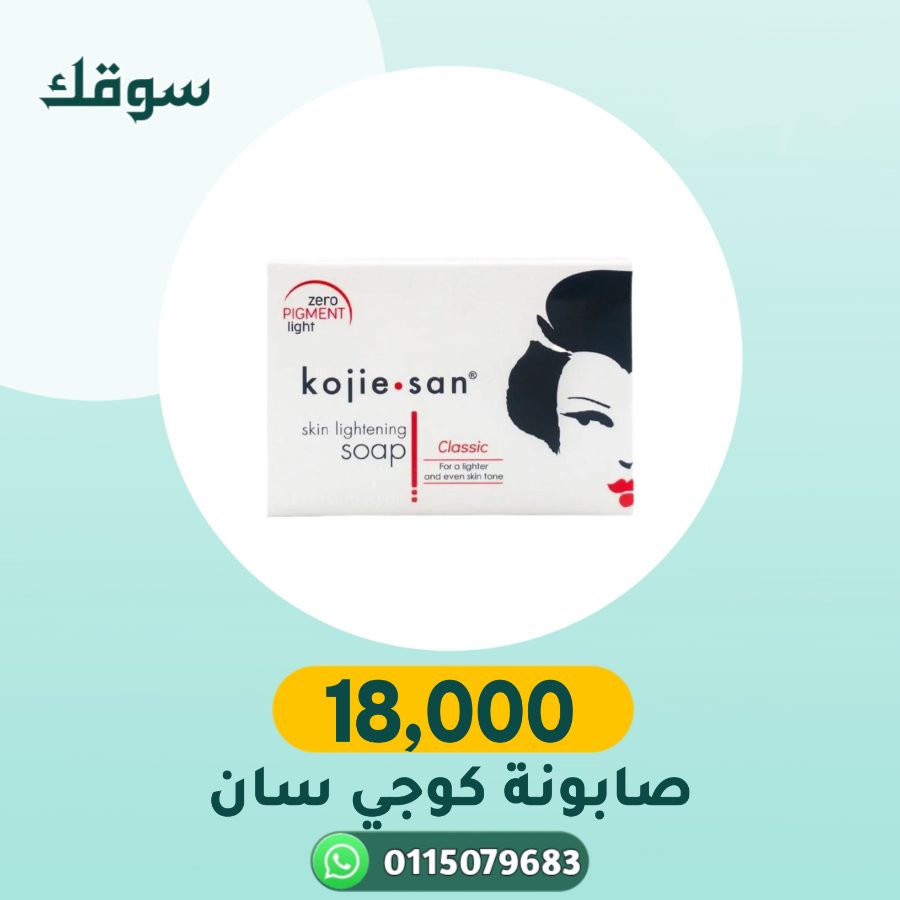 سوقك
zero
PIGMENT
light
kojie•san®
skin lightening
soap
Classic
For a lighter
and even skin tone
18,000
صابونة كوجي سان
0115079683